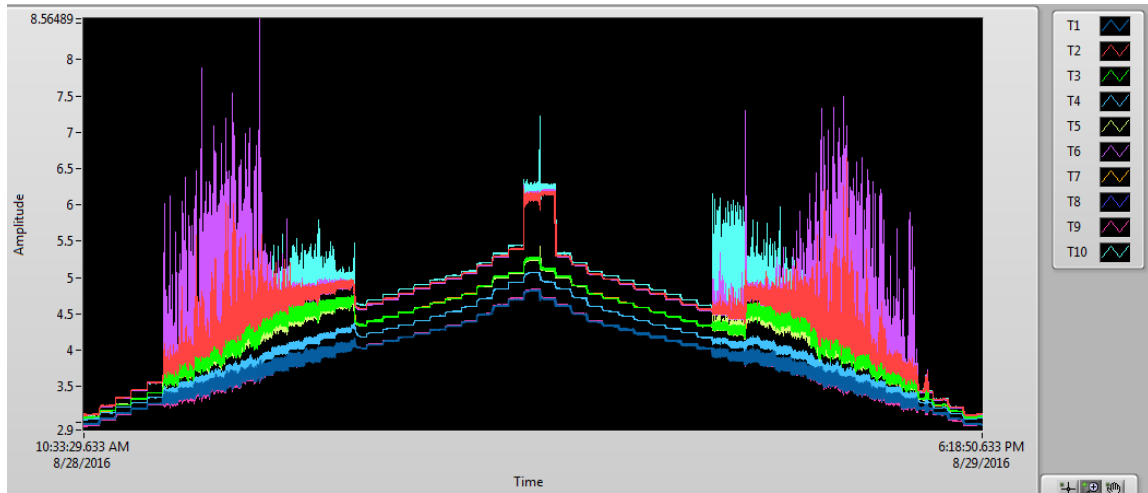 8.56489
8
7.5
7
6.5
6
5.5
5
4.5
4
3.5
2.9
Amplitude
10:33:29.633 AM
8/28/2016
6:18:50.633 PM
8/29/2016
Time
T1
T2
T3
T4
T5
T6
T7
T8
T9
T10